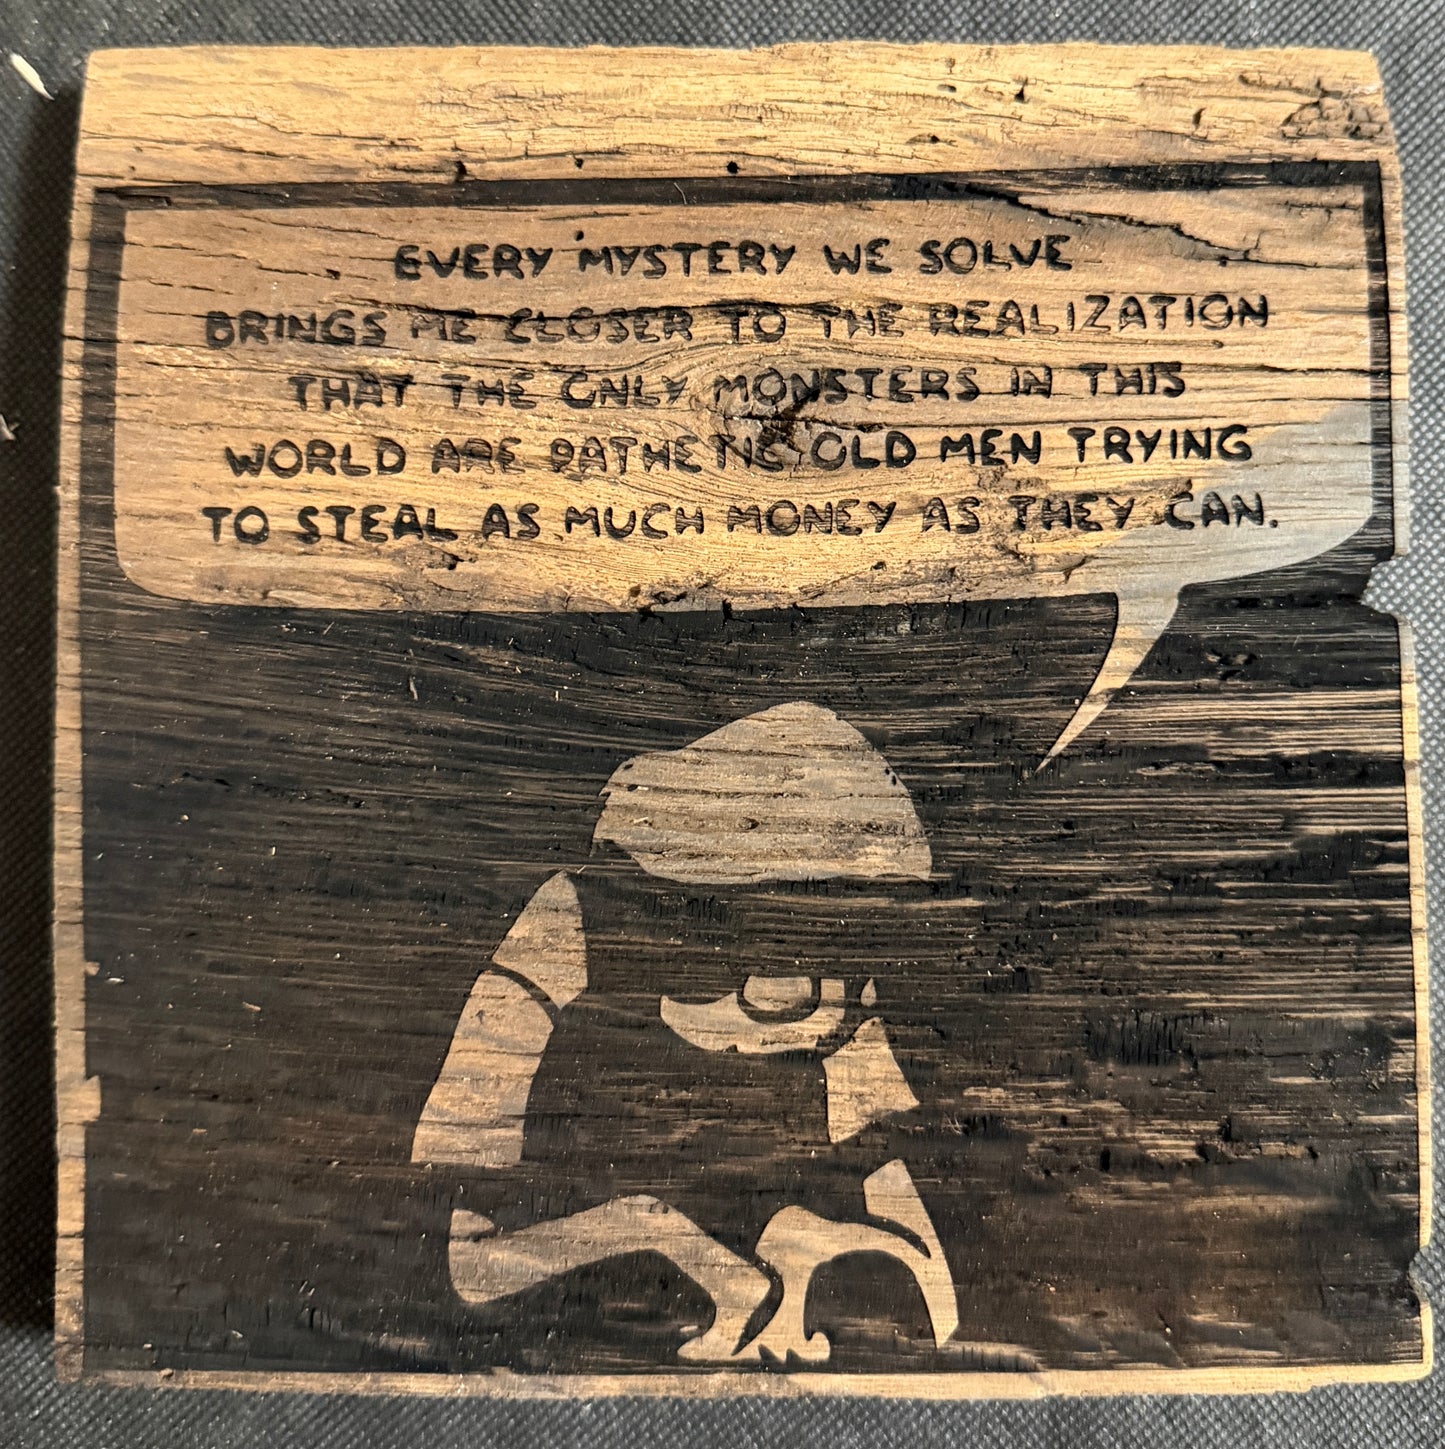 EVERY MYSTERY WE SOLVE
BRINGS ME CLOSER TO THE REALIZATION
THAT THE ONLY MONSTERS IN THIS
WORLD ARE PATHETIC OLD MEN TRYING
TO STEAL AS MUCH MONEY AS THEY CAN.